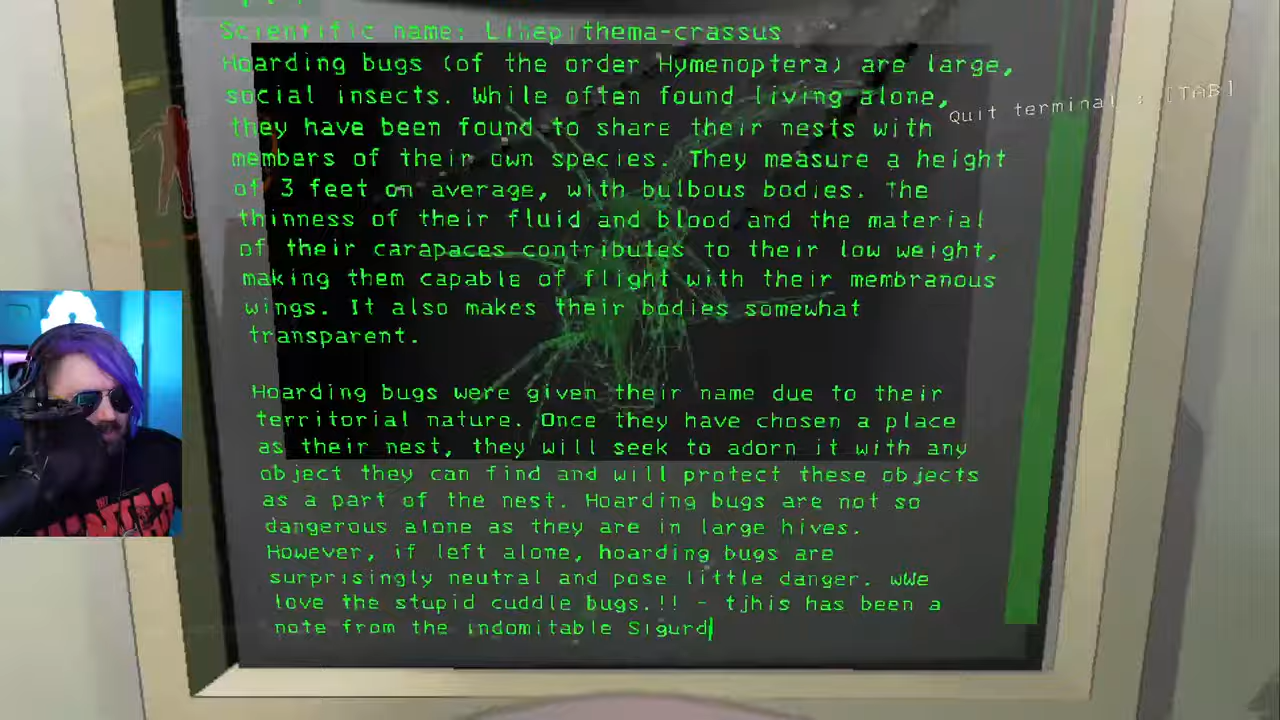 Scientific name: Linepithema-crassus
Hoarding bugs (of the order Hymenoptera) are large,
social insects. While often found living alone,
Quit terminal : [TAB]
they have been found to share their nests with
members of their own species. They measure a height
of 3 feet on average, with bulbous bodies. The
thinness of their fluid and blood and the material
of their carapaces contributes to their low weight,
making them capable of flight with their membranous
wings. It also makes their bodies somewhat
transparent.
Hoarding bugs were given their name due to their
territorial nature. Once they have chosen a place
as their nest, they will seek to adorn it with any
object they can find and will protect these objects
as a part of the nest. Hoarding bugs are not so
dangerous alone as they are in large hives.
However, if left alone, hoarding bugs are
surprisingly neutral and pose little danger. wWe
love the stupid cuddle bugs.!! - tjhis has been a
note from the indomitable Sigurd